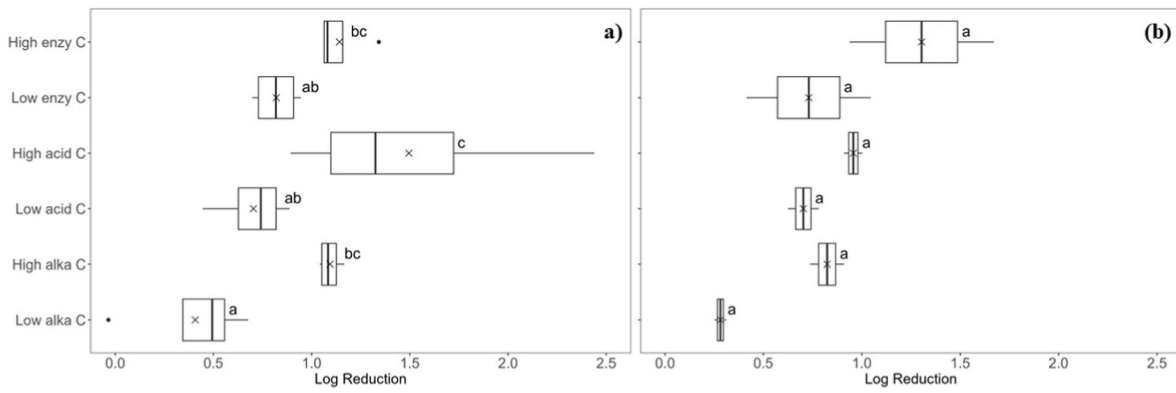 a)
(b)
High enzy C
bc
a
Low enzy C
ab
a
High acid C
c
a
Low acid C
ab
a
High alka C
bc
a
Low alka C
a
a
0.0 0.5 1.0 1.5 2.0 2.5
0.0 0.5 1.0 1.5 2.0 2.5
Log Reduction
Log Reduction